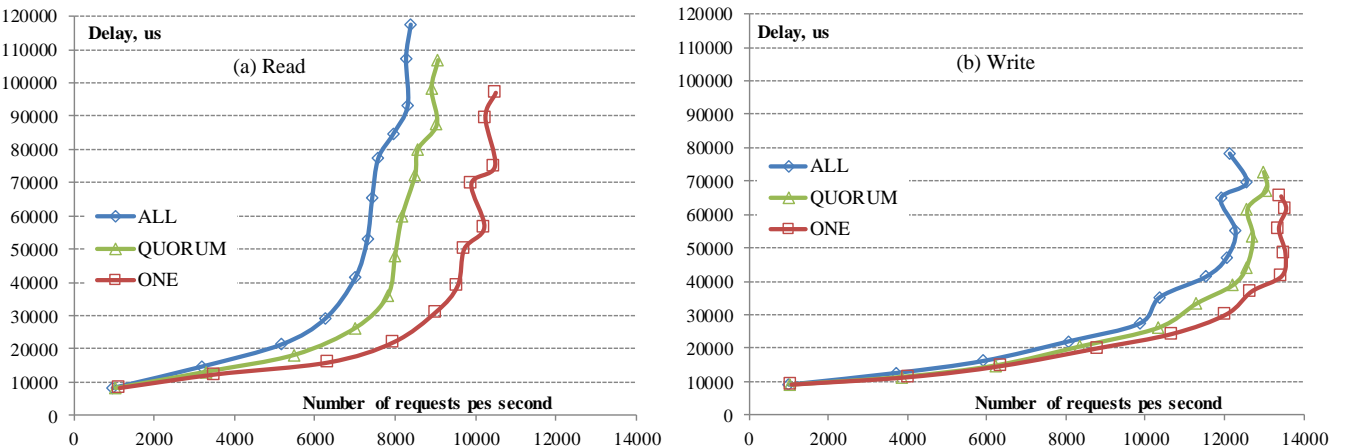 120000
Delay, us
110000
(a) Read
100000
90000
80000
70000
60000
ALL
50000
QUORUM
40000
ONE
30000
20000
10000
Number of requests pes second
0
0 2000 4000 6000 8000 10000 12000 14000
120000
Delay, us
110000
(b) Write
100000
90000
80000
70000
ALL
60000
QUORUM
ONE
50000
40000
30000
20000
10000
Number of requests pes second
0
0 2000 4000 6000 8000 10000 12000 14000